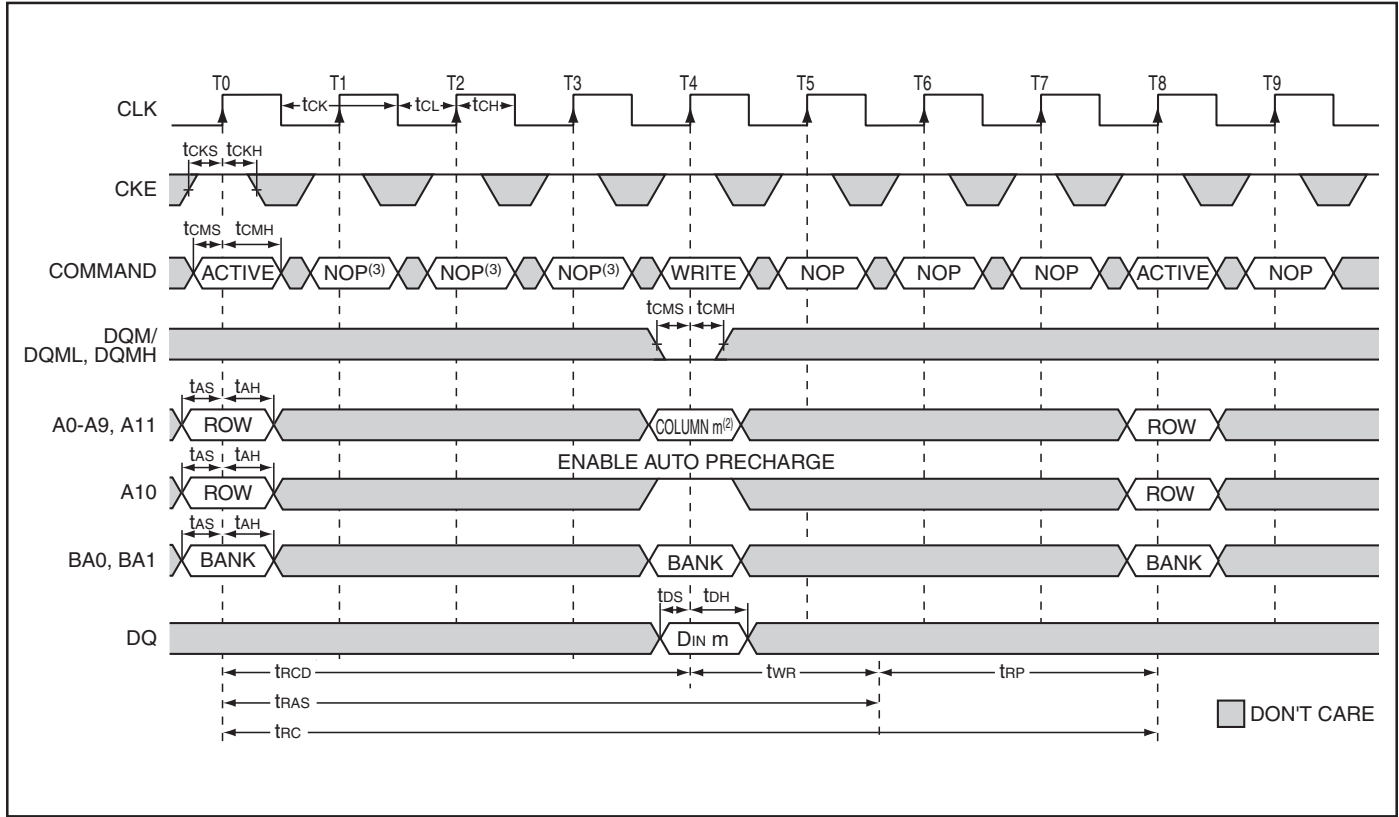 T0 T1 T2 T3 T4 T5 T6 T7 T8 T9
CLK tCK tCL tCH
tCKS tCKH
CKE
tCMS tCMH
COMMAND ACTIVE NOP(3) NOP(3) NOP(3) WRITE NOP NOP NOP ACTIVE NOP
tCMS tCMH
DQM/
DQML, DQMH
tAS tAH
A0-A9, A11 ROW COLUMN m(2) ROW
tAS tAH ENABLE AUTO PRECHARGE
A10 ROW ROW
tAS tAH
BA0, BA1 BANK BANK BANK
tDS tDH
DQ DIN m
tRCD tWR tRP
tRAS
DON'T CARE
tRC